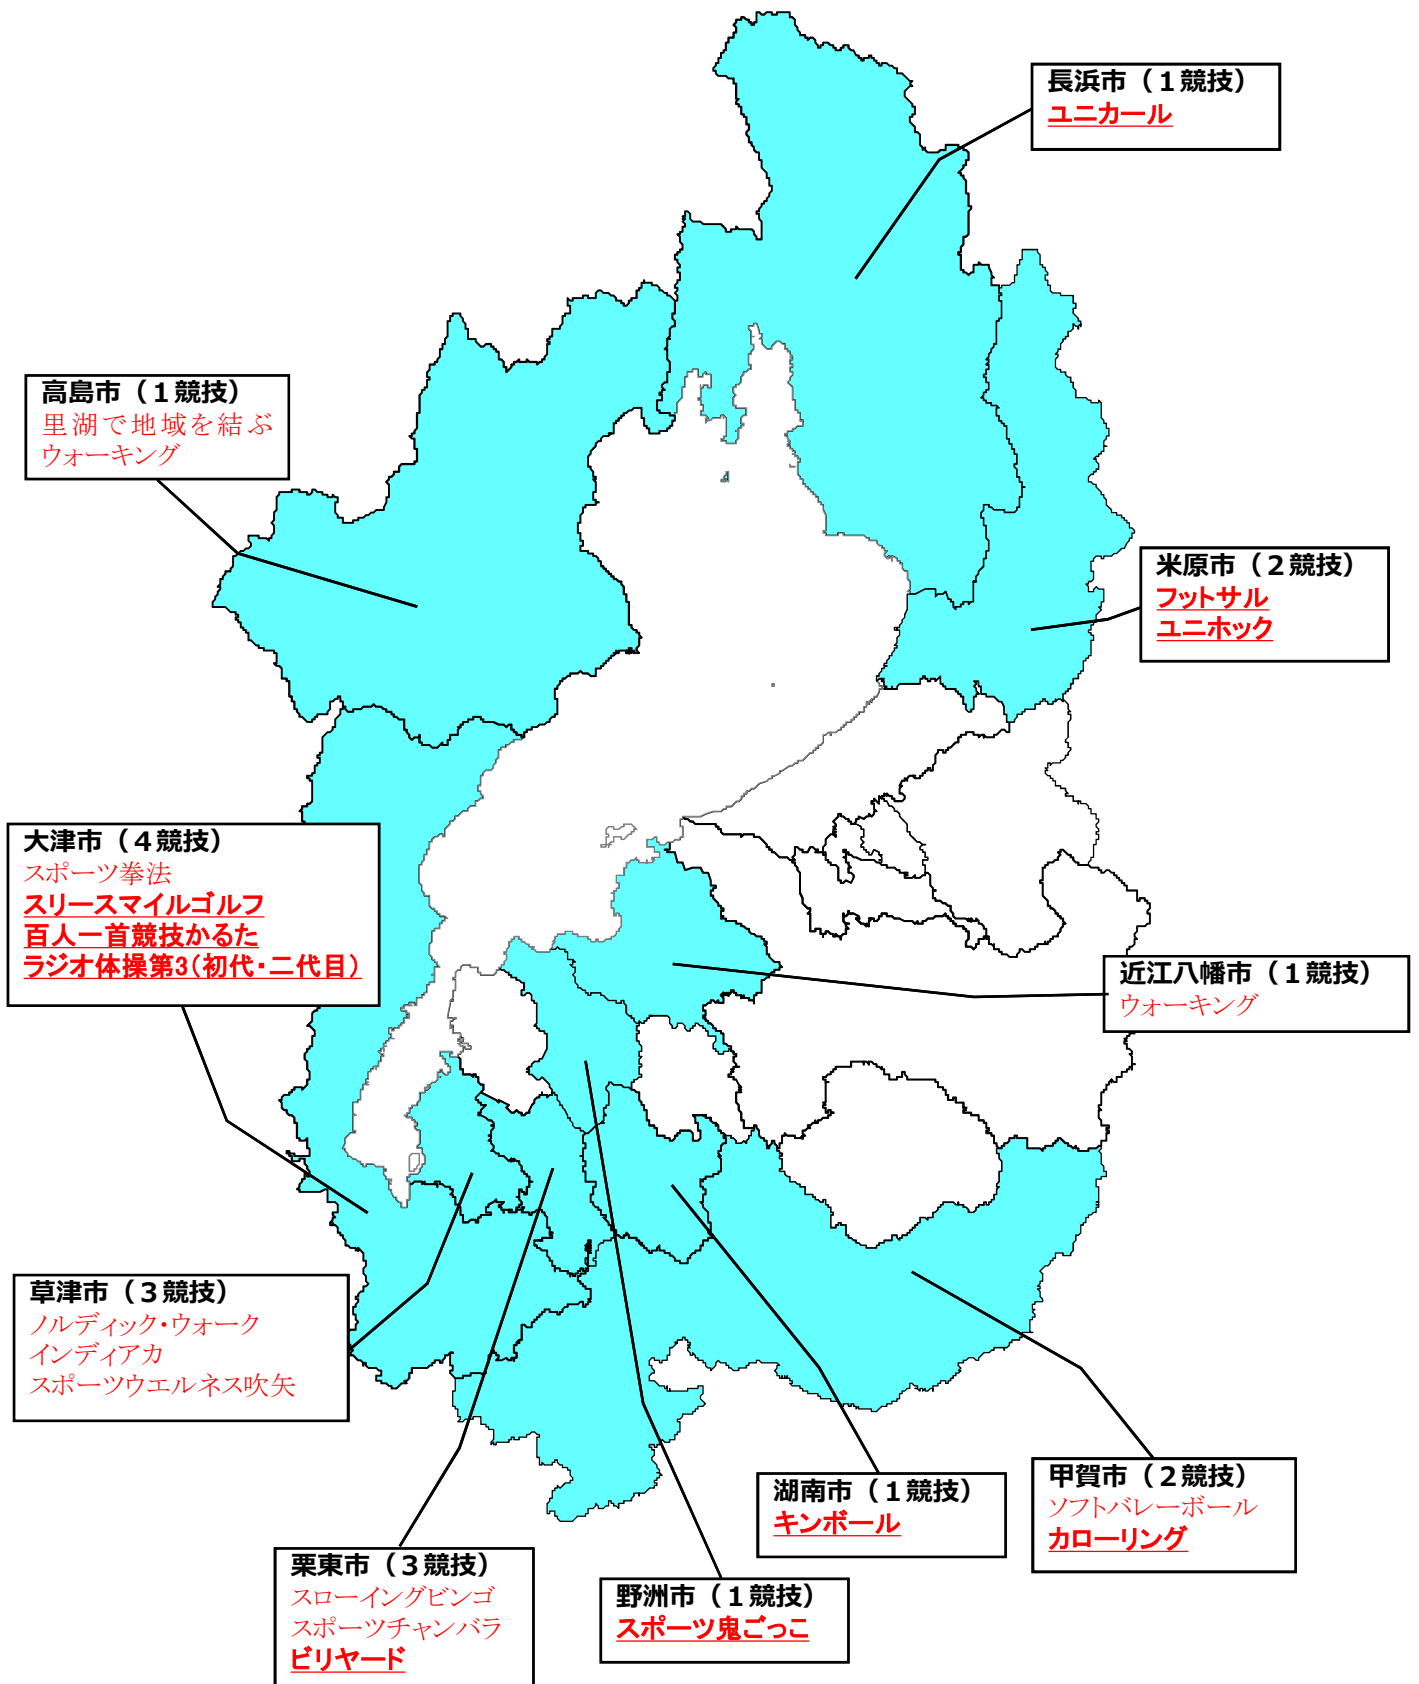 長浜市（１競技）
ユニカール
高島市（１競技）
里湖で地域を結ぶ
ウォーキング
米原市（２競技）
フットサル
ユニホック
大津市（４競技）
スポーツ拳法
スリースマイルゴルフ
百人一首競技かるた
ラジオ体操第3（初代・二代目）
近江八幡市（１競技）
ウォーキング
草津市（３競技）
ノルディック・ウォーク
インディアカ
スポーツウエルネス吹矢
湖南市（１競技）
キンボール
甲賀市（２競技）
ソフトバレーボール
カローリング
栗東市（３競技）
スローイングビンゴ
スポーツチャンバラ
ビリヤード
野洲市（１競技）
スポーツ鬼ごっこ